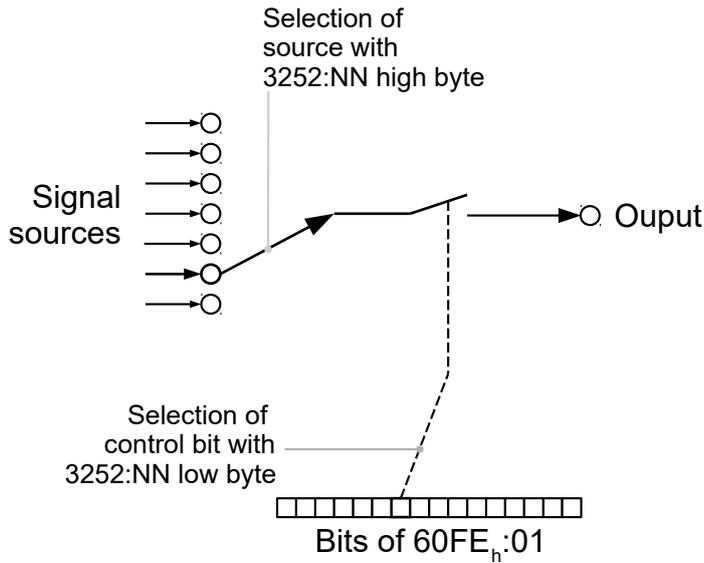 Selection of
source with
3252:NN high byte
Signal
sources
Ouput
Selection of
control bit with
3252:NN low byte
Bits of 60FEh:01